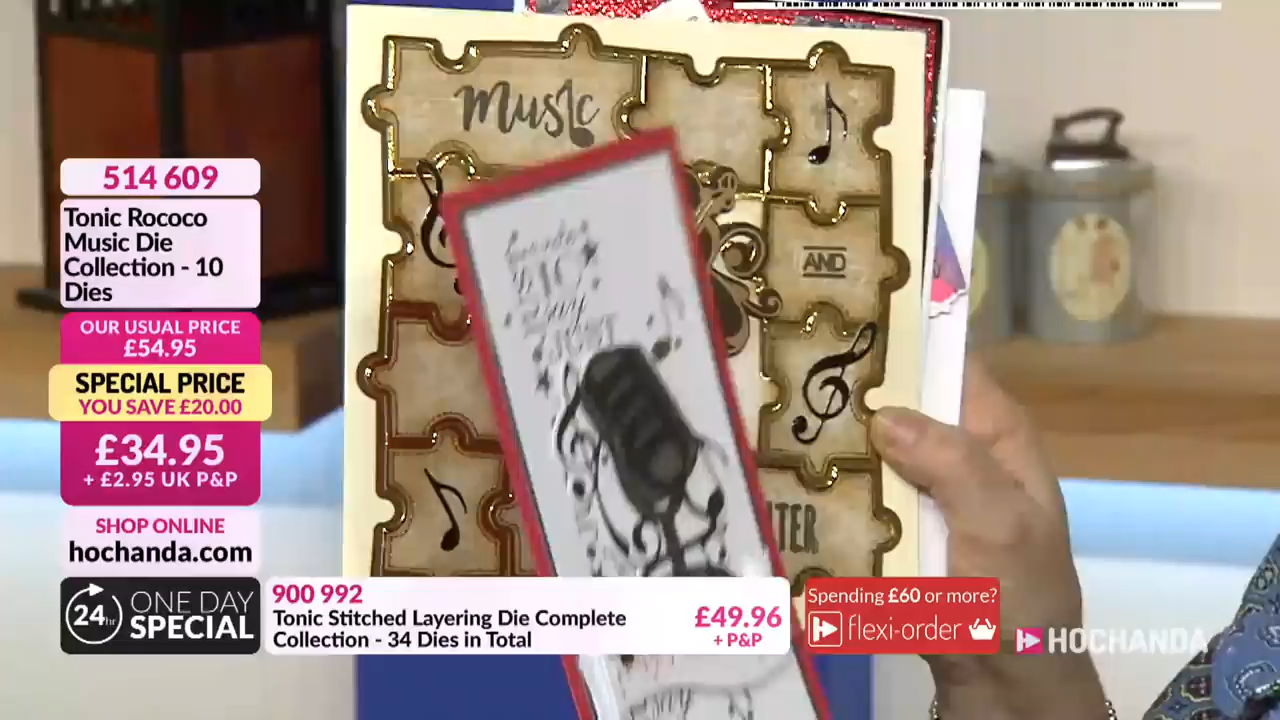 Music
AND
TER
514 609
Tonic Rococo
Music Die
Collection - 10
Dies
OUR USUAL PRICE
£54.95
SPECIAL PRICE
YOU SAVE £20.00
£34.95
+ £2.95 UK P&P
SHOP ONLINE
hochanda.com
24hr
ONE DAY
SPECIAL
900 992
Tonic Stitched Layering Die Complete
Collection - 34 Dies in Total
£49.96
+ P&P
Spending £60 or more?
flexi-order
HOCHANDA